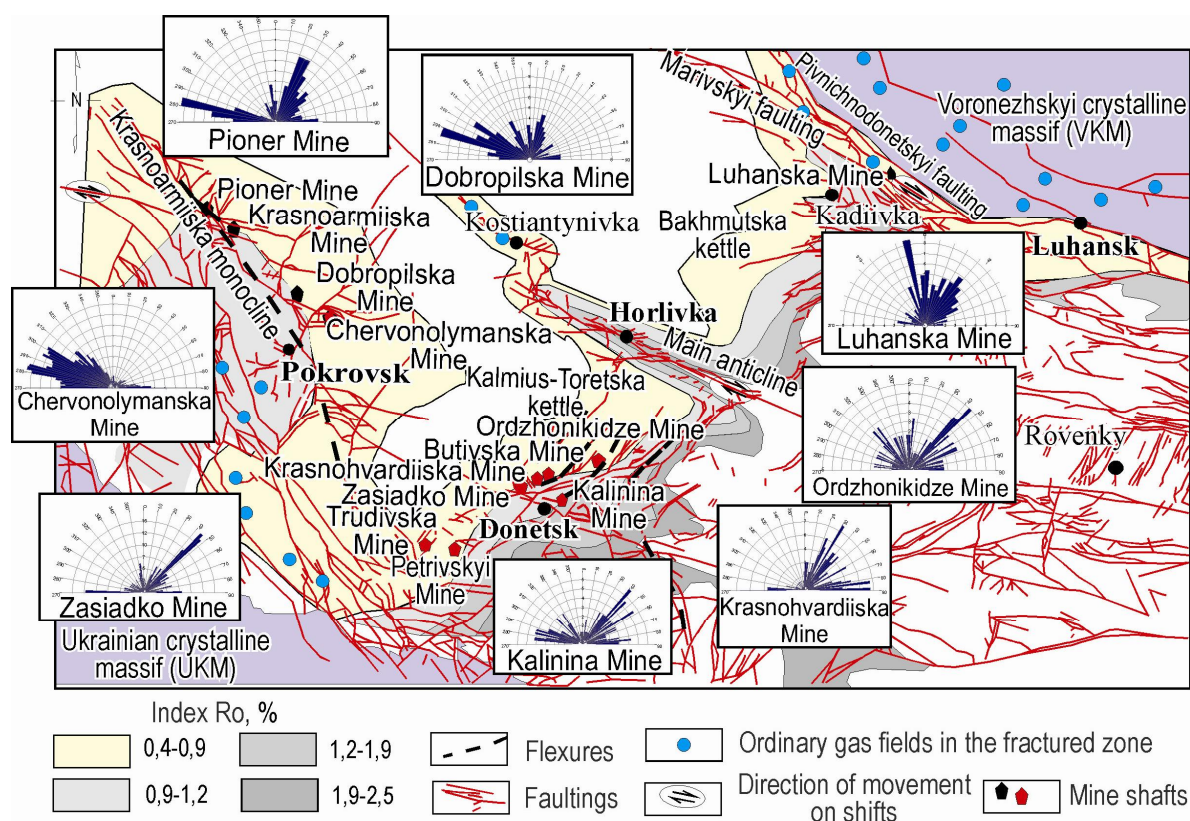 Pioner Mine
Dobropilska Mine
N
Krasnoarmiiska monocline
Pioner Mine
Krasnoarmiiska
Mine
Dobropilska
Mine
Chervonolymanska
Mine
Pokrovsk
Chervonolymanska
Mine
Kostiantynivka
Marivskyi faulting
Pivnichnodonetskyi faulting
Voronezhskyi crystalline
massif (VKM)
Luhanska Mine
Kadiivka
Bakhmutska
kettle
Luhansk
Luhanska Mine
Horlivka
Main anticline
Kalmius-Toretska
kettle
Ordzhonikidze Mine
Butivska Mine
Krasnohvardiiska Mine
Zasiadko Mine
Kalinina
Mine
Trudivska
Mine
Donetsk
Petrivskyi
Mine
Rovenky
Ordzhonikidze Mine
Zasiadko Mine
Kalinina Mine
Krasnohvardiiska
Mine
Ukrainian crystalline
massif (UKM)
Index Ro, %
0,4-0,9
1,2-1,9
Flexures
Ordinary gas fields in the fractured zone
0,9-1,2
1,9-2,5
Faultings
Direction of movement
on shifts
Mine shafts